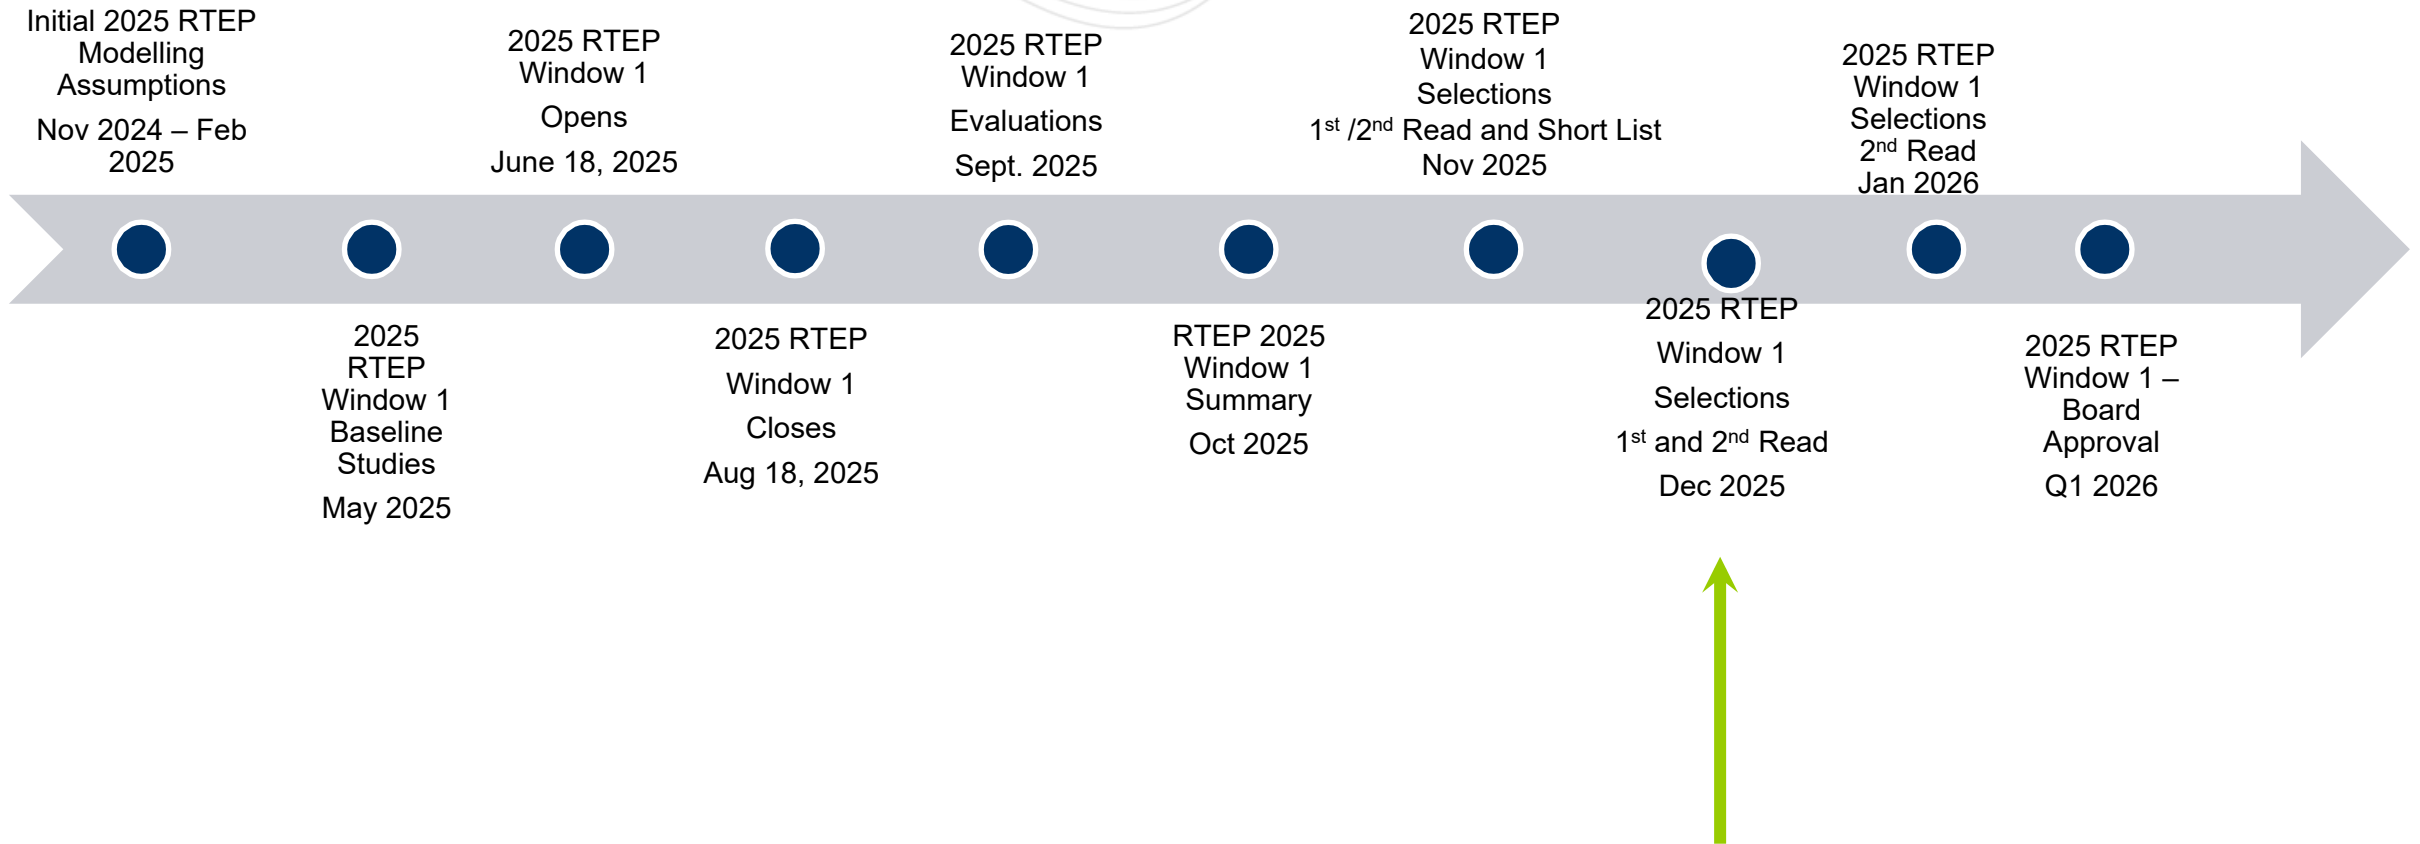 Initial 2025 RTEP
Modelling
Assumptions
Nov 2024 – Feb
2025
2025
RTEP
Window 1
Baseline
Studies
May 2025
2025 RTEP
Window 1
Opens
June 18, 2025
2025 RTEP
Window 1
Closes
Aug 18, 2025
2025 RTEP
Window 1
Evaluations
Sept. 2025
RTEP 2025
Window 1
Summary
Oct 2025
2025 RTEP
Window 1
Selections
1st /2nd Read and Short List
Nov 2025
2025 RTEP
Window 1
Selections
1st and 2nd Read
Dec 2025
2025 RTEP
Window 1
Selections
2nd Read
Jan 2026
2025 RTEP
Window 1 –
Board
Approval
Q1 2026